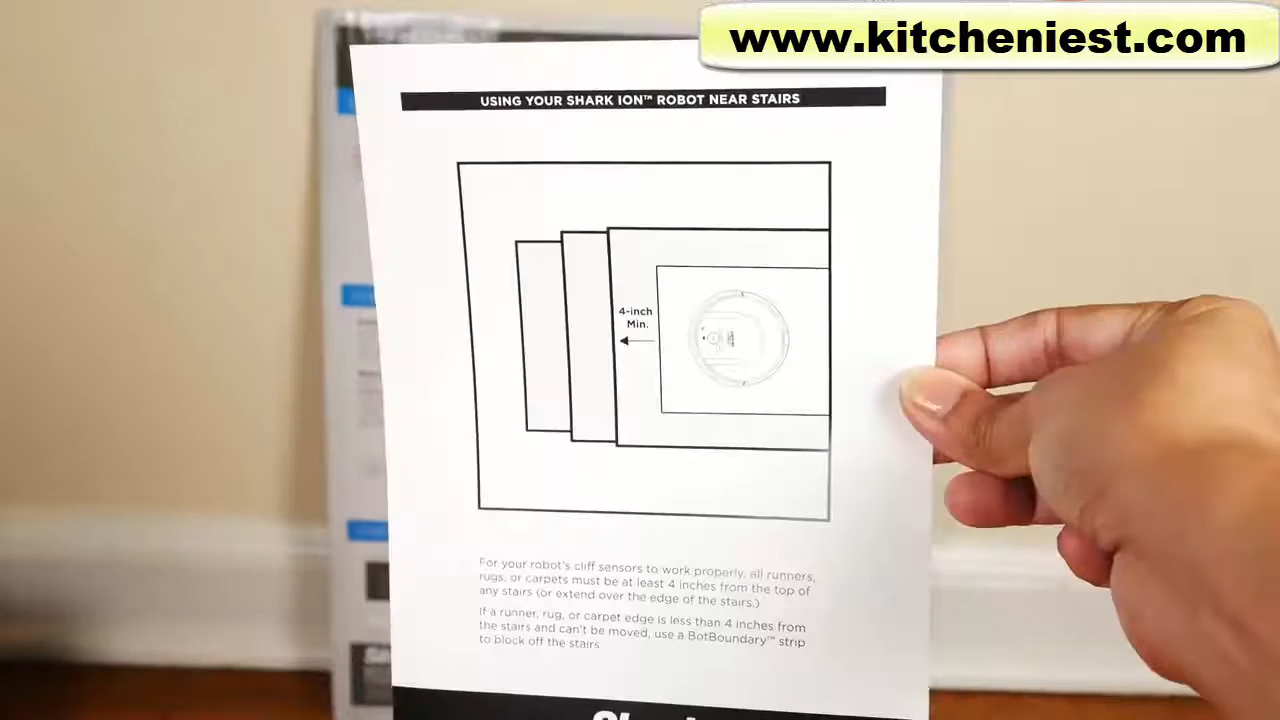 www.kitcheniest.com
USING YOUR SHARK ION™ ROBOT NEAR STAIRS
4-inch
Min.
For your robot's cliff sensors to work properly, all runners,
rugs, or carpets must be at least 4 inches from the top of
any stairs (or extend over the edge of the stairs.)
If a runner, rug, or carpet edge is less than 4 inches from
the stairs and can't be moved, use a BotBoundary™ strip
to block off the stairs